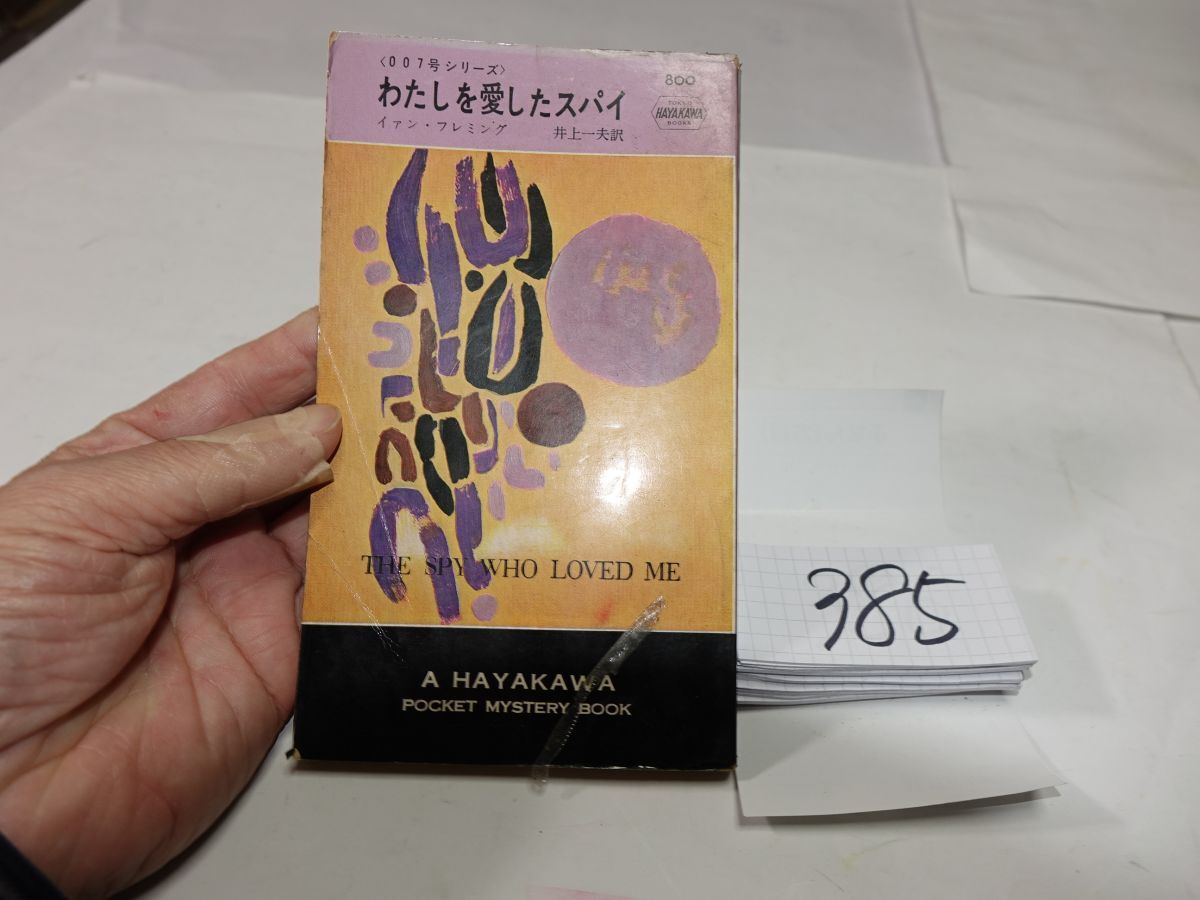 〈007号シリーズ〉
わたしを愛したスパイ
イァン・フレミング 井上一夫訳
800
TOKYO
HAYAKAWA
BOOKS
THE SPY WHO LOVED ME
A HAYAKAWA
POCKET MYSTERY BOOK
385